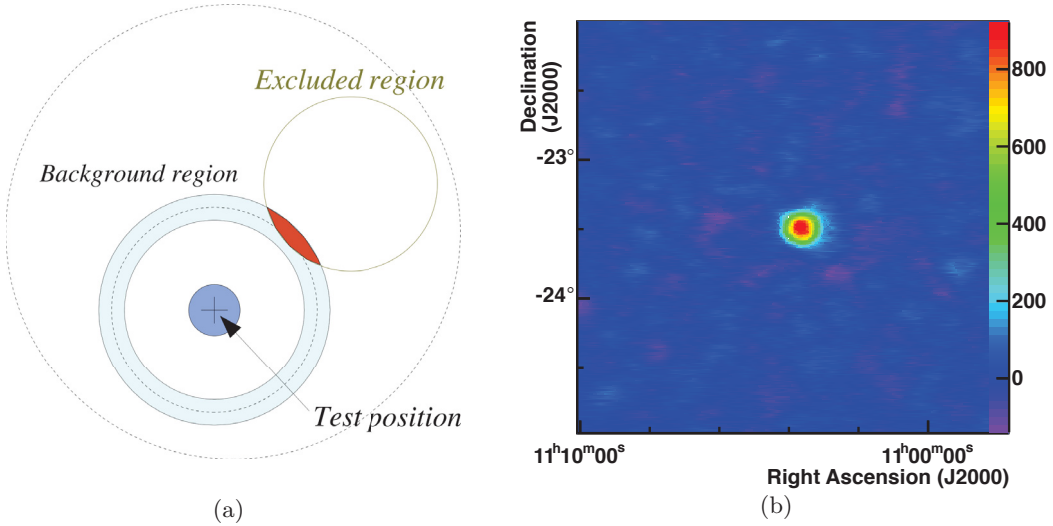 Excluded region
Background region
Test position
(a)
Declination
(J2000)
-23°
-24°
11ʰ10ᵐ00ˢ
11ʰ00ᵐ00ˢ
Right Ascension (J2000)
800
600
400
200
0
(b)